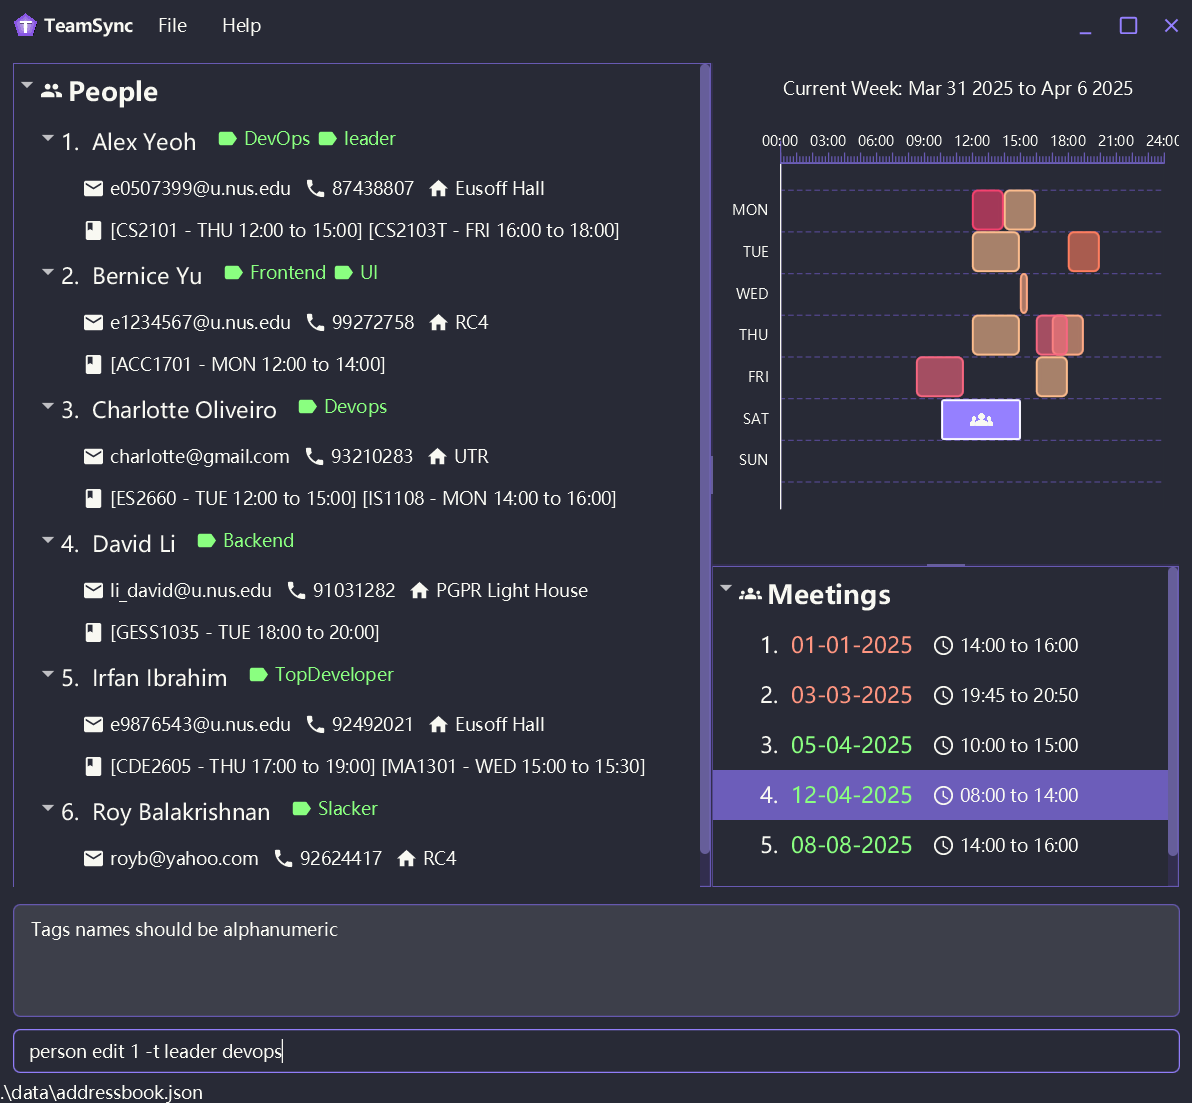 TeamSync File Help
People
1. Alex Yeoh DevOps leader
e0507399@u.nus.edu 87438807 Eusoff Hall
[CS2101 - THU 12:00 to 15:00] [CS2103T - FRI 16:00 to 18:00]
2. Bernice Yu Frontend UI
e1234567@u.nus.edu 99272758 RC4
[ACC1701 - MON 12:00 to 14:00]
3. Charlotte Oliveiro Devops
charlotte@gmail.com 93210283 UTR
[ES2660 - TUE 12:00 to 15:00] [IS1108 - MON 14:00 to 16:00]
4. David Li Backend
li_david@u.nus.edu 91031282 PGPR Light House
[GESS1035 - TUE 18:00 to 20:00]
5. Irfan Ibrahim TopDeveloper
e9876543@u.nus.edu 92492021 Eusoff Hall
[CDE2605 - THU 17:00 to 19:00] [MA1301 - WED 15:00 to 15:30]
6. Roy Balakrishnan Slacker
royb@yahoo.com 92624417 RC4
Current Week: Mar 31 2025 to Apr 6 2025
00:00 03:00 06:00 09:00 12:00 15:00 18:00 21:00 24:00
MON
TUE
WED
THU
FRI
SAT
SUN
Meetings
1. 01-01-2025 14:00 to 16:00
2. 03-03-2025 19:45 to 20:50
3. 05-04-2025 10:00 to 15:00
4. 12-04-2025 08:00 to 14:00
5. 08-08-2025 14:00 to 16:00
Tags names should be alphanumeric
person edit 1 -t leader devops
.\data\addressbook.json